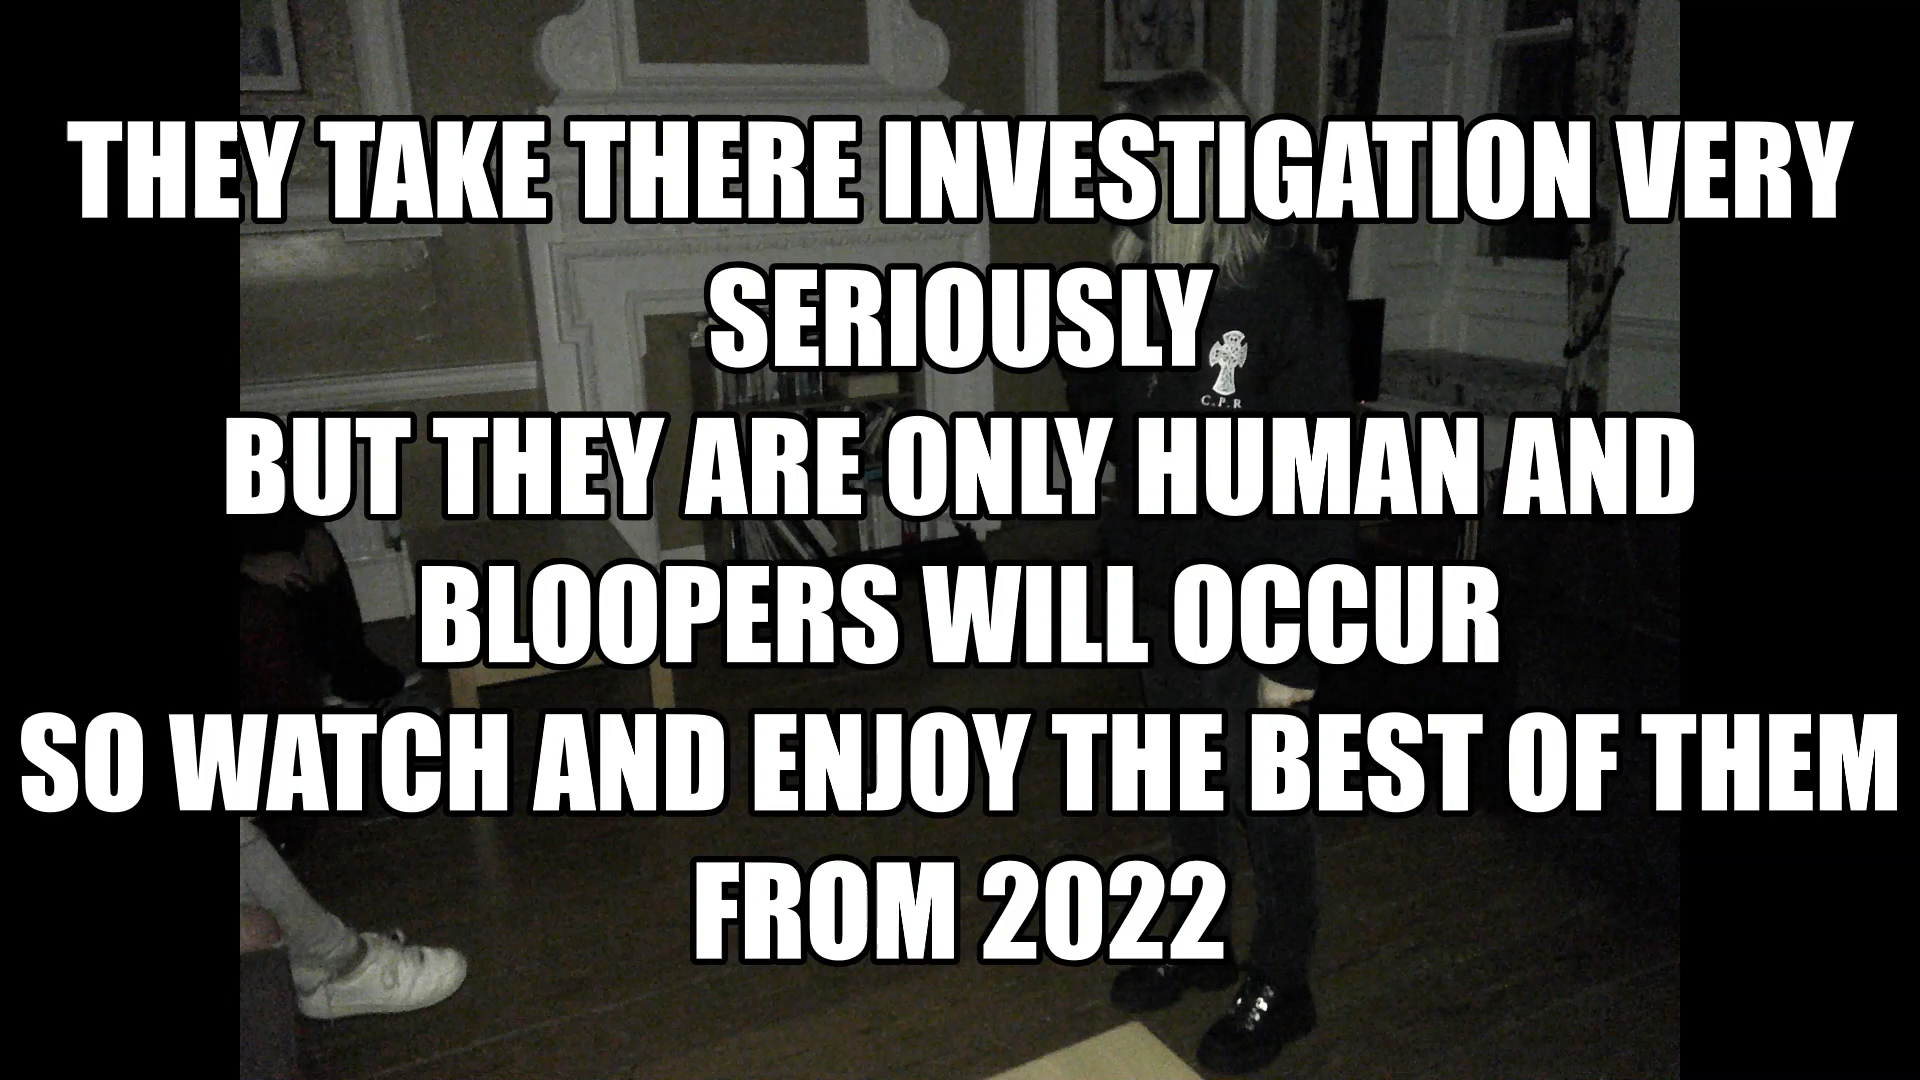 THEY TAKE THERE INVESTIGATION VERY
SERIOUSLY
C.P.R
BUT THEY ARE ONLY HUMAN AND
BLOOPERS WILL OCCUR
SO WATCH AND ENJOY THE BEST OF THEM
FROM 2022